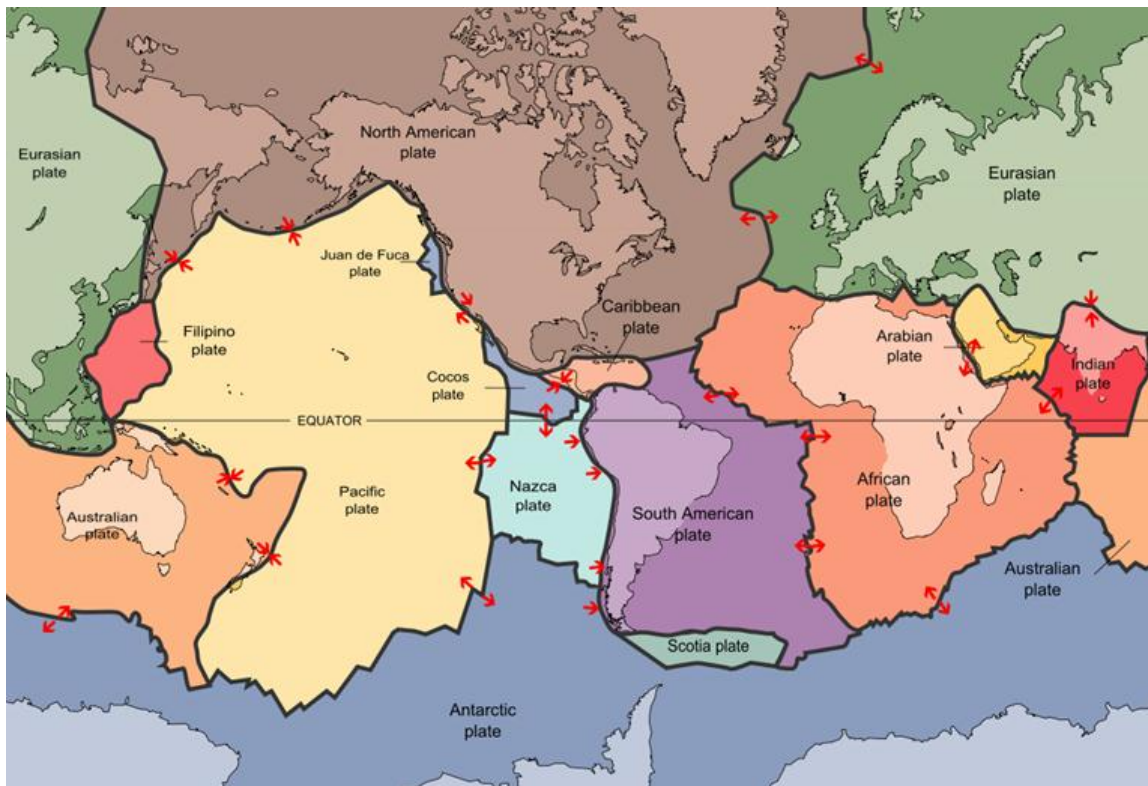 North American
plate
Eurasian
plate
Eurasian
plate
Juan de Fuca
plate
Caribbean
plate
Filipino
plate
Arabian
plate
Indian
plate
Cocos
plate
EQUATOR
Nazca
plate
Pacific
plate
African
plate
South American
plate
Australian
plate
Australian
plate
Scotia plate
Antarctic
plate